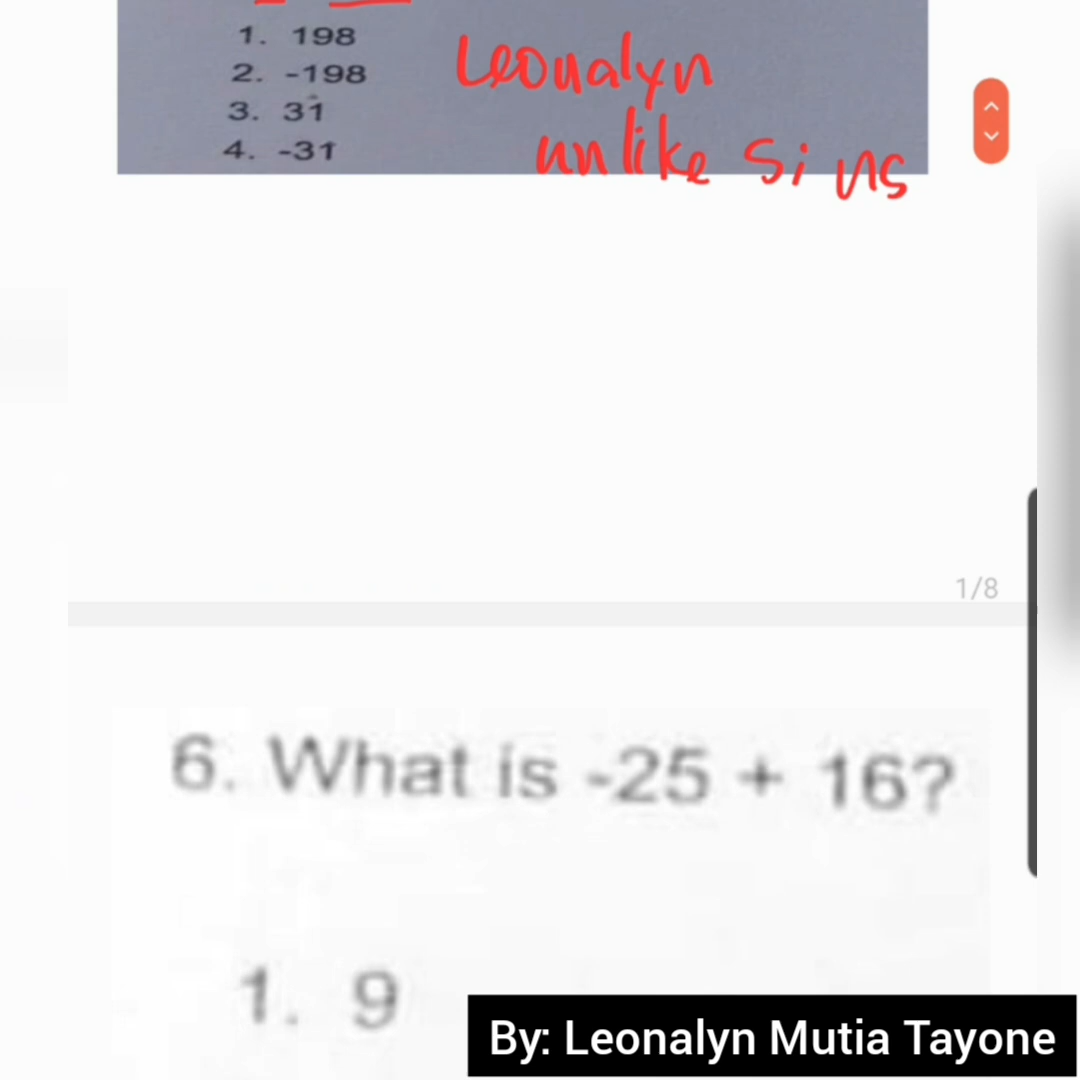 1. 198
2. -198
3. 31
4. -31
Leonalyn
unlike Sins
1/8
6. What is -25 + 16?
1. 9
By: Leonalyn Mutia Tayone